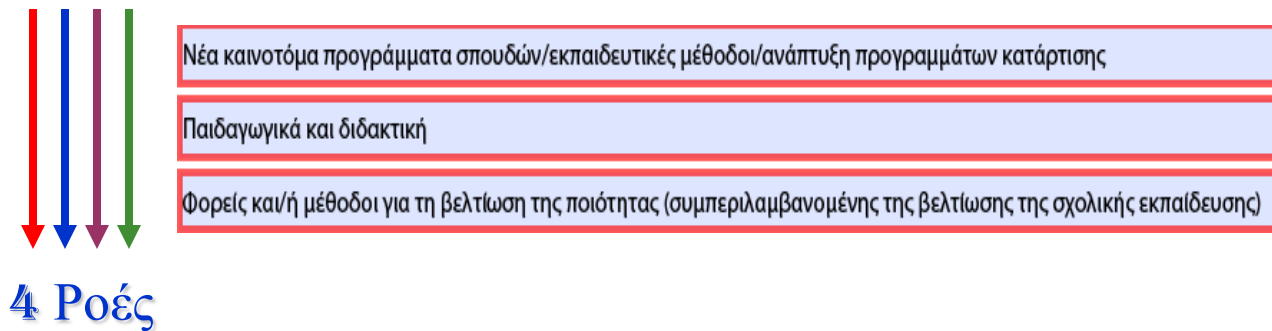 Νέα καινοτόμα προγράμματα σπουδών/εκπαιδευτικές μέθοδοι/ανάπτυξη προγραμμάτων κατάρτισης
Παιδαγωγικά και διδακτική
Φορείς και/ή μέθοδοι για τη βελτίωση της ποιότητας (συμπεριλαμβανομένης της βελτίωσης της σχολικής εκπαίδευσης)
4 Ροές